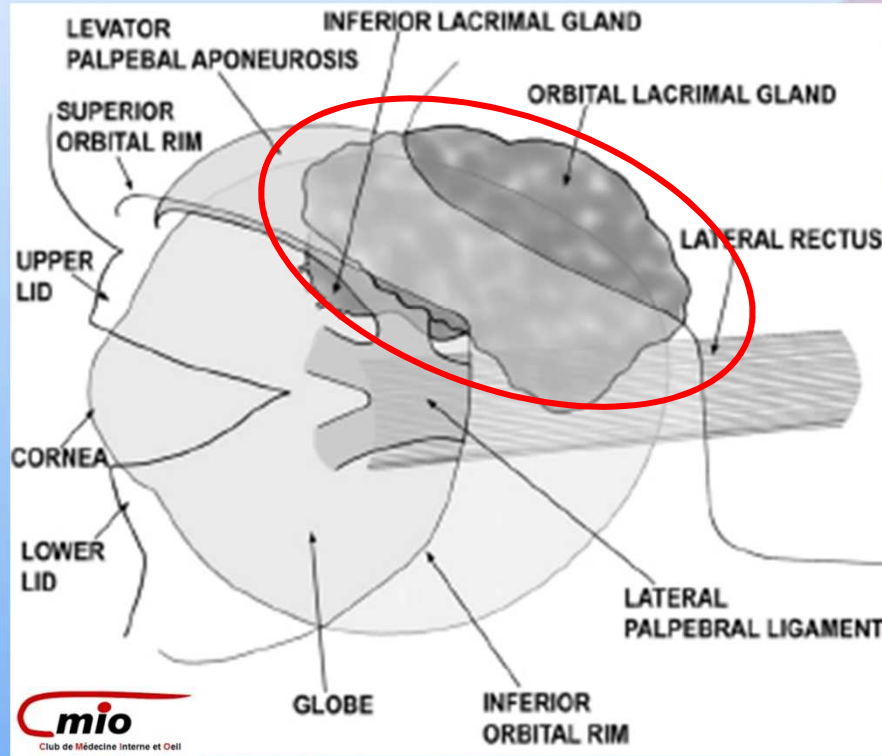 LEVATOR
PALPEBAL APONEUROSIS
INFERIOR LACRIMAL GLAND
ORBITAL LACRIMAL GLAND
SUPERIOR
ORBITAL RIM
LATERAL RECTUS
UPPER
LID
CORNEA
LOWER
LID
LATERAL
PALPEBRAL LIGAMENT
GLOBE
INFERIOR
ORBITAL RIM
Cmio
Club de Médecine Interne et Oeil